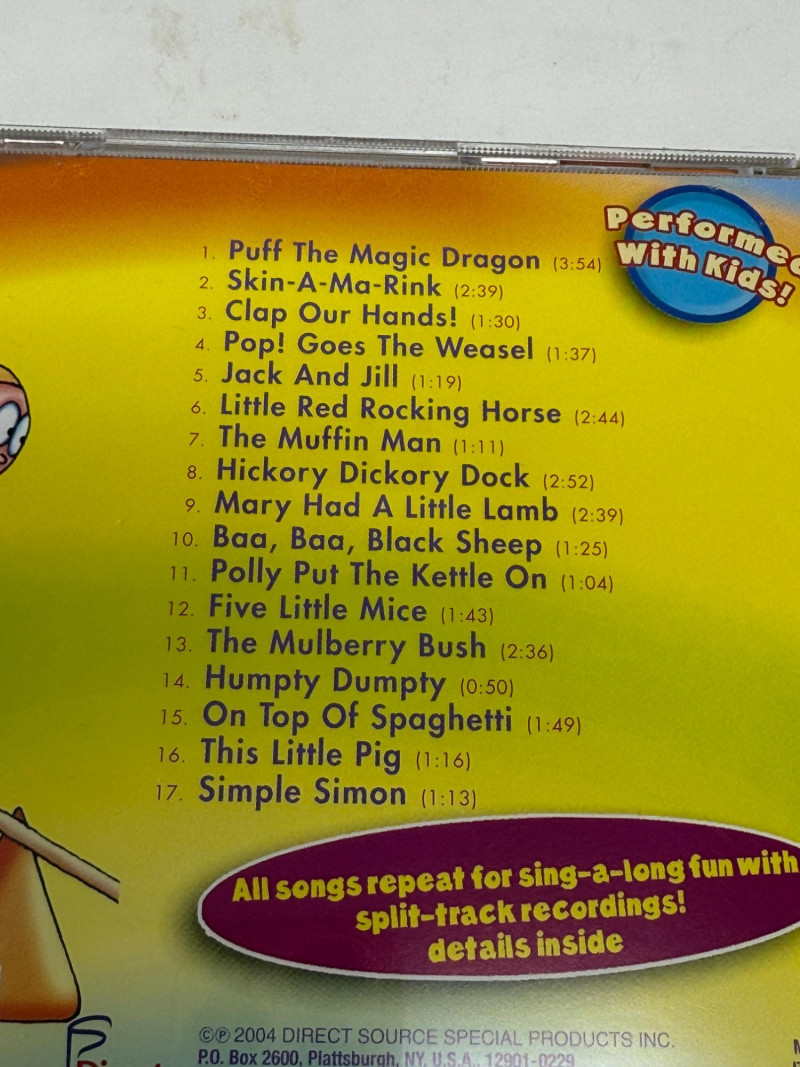 Performed
With Kids!
1. Puff The Magic Dragon (3:54)
2. Skin-A-Ma-Rink (2:39)
3. Clap Our Hands! (1:30)
4. Pop! Goes The Weasel (1:37)
5. Jack And Jill (1:19)
6. Little Red Rocking Horse (2:44)
7. The Muffin Man (1:11)
8. Hickory Dickory Dock (2:52)
9. Mary Had A Little Lamb (2:39)
10. Baa, Baa, Black Sheep (1:25)
11. Polly Put The Kettle On (1:04)
12. Five Little Mice (1:43)
13. The Mulberry Bush (2:36)
14. Humpty Dumpty (0:50)
15. On Top Of Spaghetti (1:49)
16. This Little Pig (1:16)
17. Simple Simon (1:13)
All songs repeat for sing-a-long fun with
split-track recordings!
details inside
©℗ 2004 DIRECT SOURCE SPECIAL PRODUCTS INC.
P.O. Box 2600, Plattsburgh, NY, U.S.A., 12901-0229